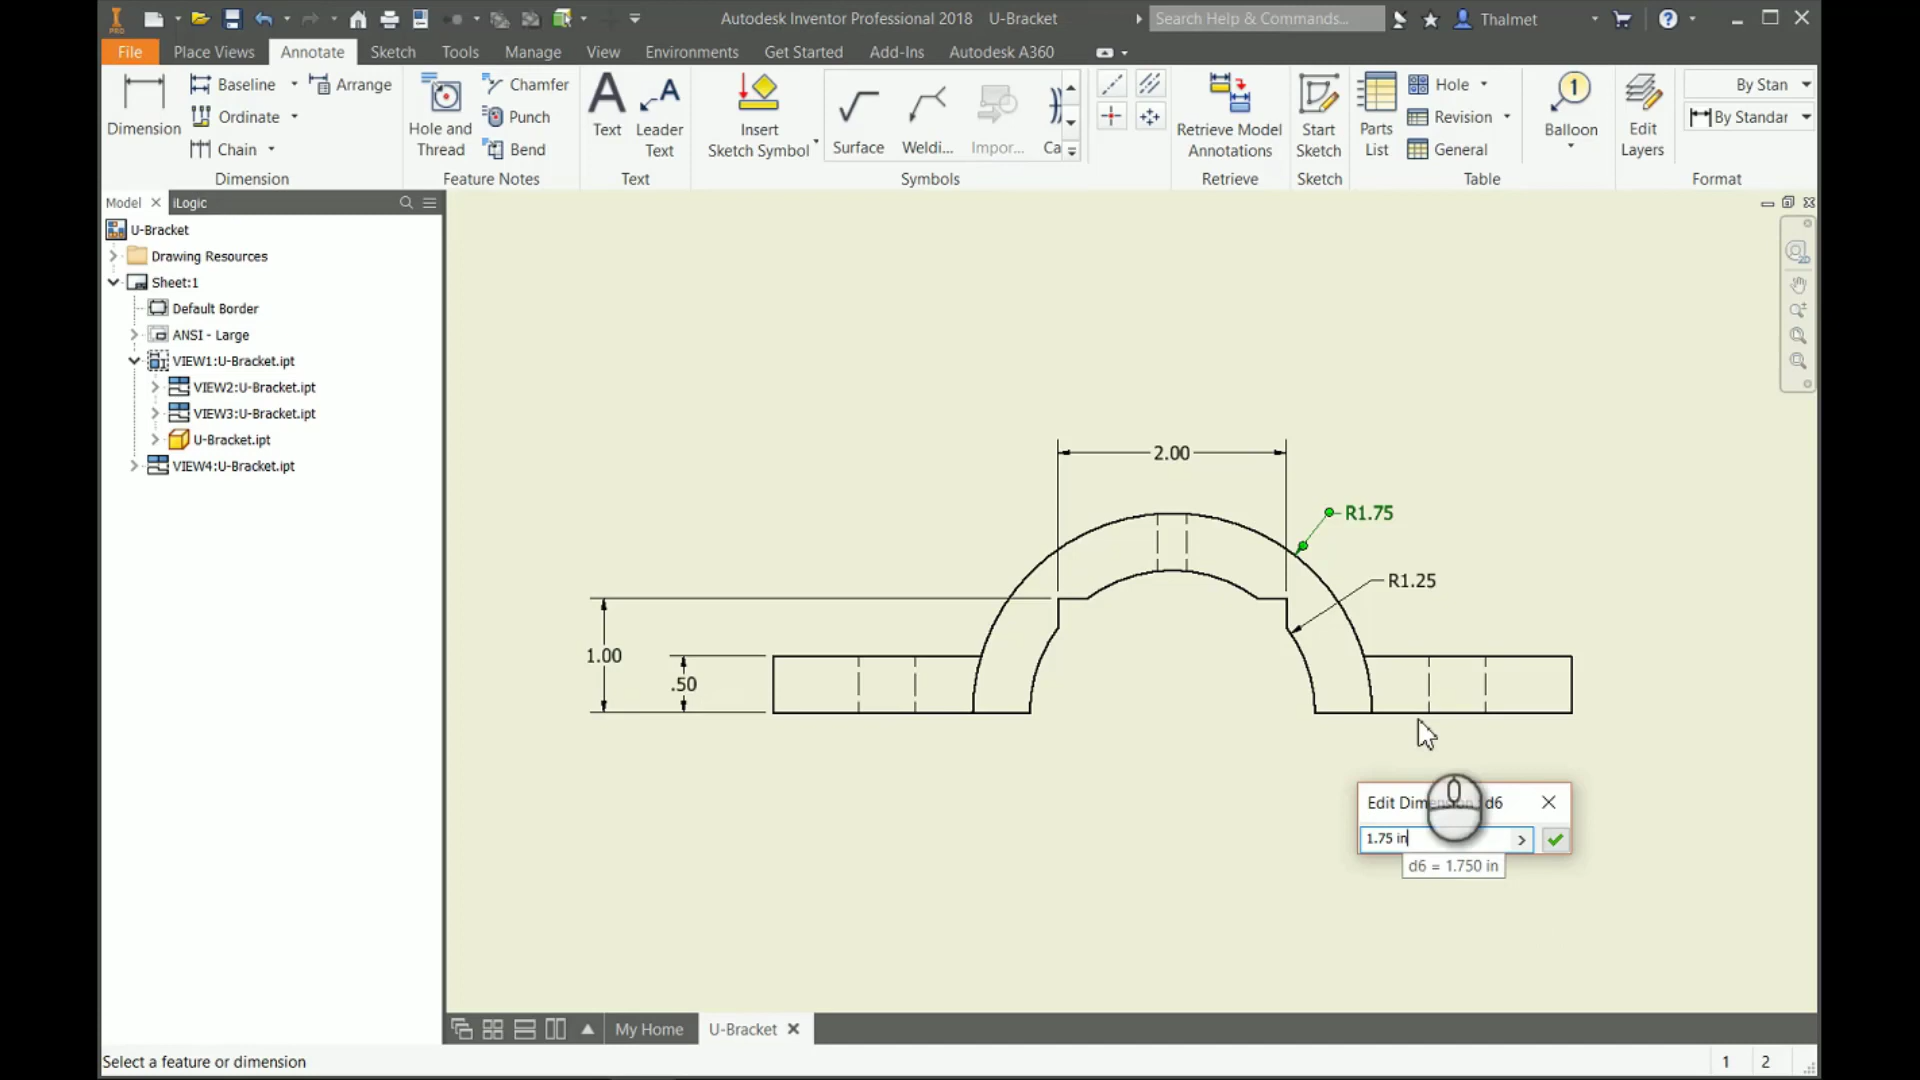 PRO
Autodesk Inventor Professional 2018 U-Bracket
Search Help & Commands...
Thalmet
File Place Views Annotate Sketch Tools Manage View Environments Get Started Add-Ins Autodesk A360
Dimension
Baseline
Ordinate
Chain
Arrange
Dimension
Hole and
Thread
Chamfer
Punch
Bend
Feature Notes
Text
Leader
Text
Text
Insert
Sketch Symbol
Surface
Weldi...
Impor...
Ca
Symbols
Retrieve Model
Annotations
Retrieve
Start
Sketch
Sketch
Parts
List
Hole
Revision
General
Table
1
Balloon
Edit
Layers
By Stan
By Standar
Format
Model
iLogic
U-Bracket
Drawing Resources
Sheet:1
Default Border
ANSI - Large
VIEW1:U-Bracket.ipt
VIEW2:U-Bracket.ipt
VIEW3:U-Bracket.ipt
U-Bracket.ipt
VIEW4:U-Bracket.ipt
2.00
R1.75
R1.25
1.00
.50
Edit Dimension : d6
1.75 in
d6 = 1.750 in
My Home
U-Bracket
Select a feature or dimension
1 2